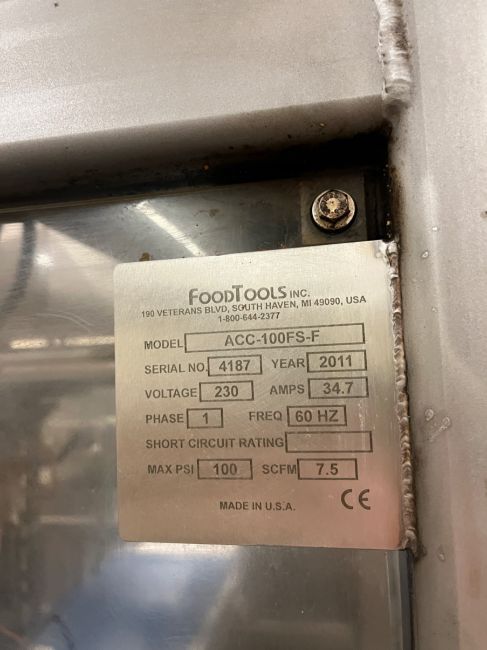 FOODTOOLS INC.
190 VETERANS BLVD, SOUTH HAVEN, MI 49090, USA
1-800-644-2377
MODEL ACC-100FS-F
SERIAL NO. 4187 YEAR 2011
VOLTAGE 230 AMPS 34.7
PHASE 1 FREQ 60 HZ
SHORT CIRCUIT RATING
MAX PSI 100 SCFM 7.5
MADE IN U.S.A. CE